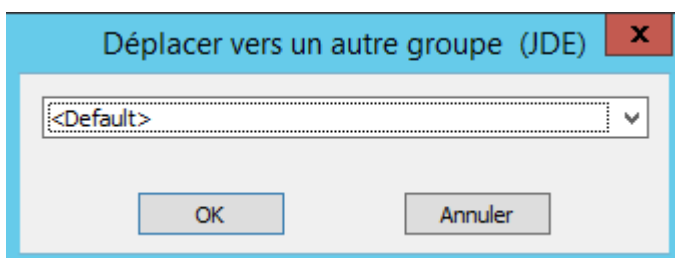 Déplacer vers un autre groupe (JDE)
x
<Default>
OK
Annuler